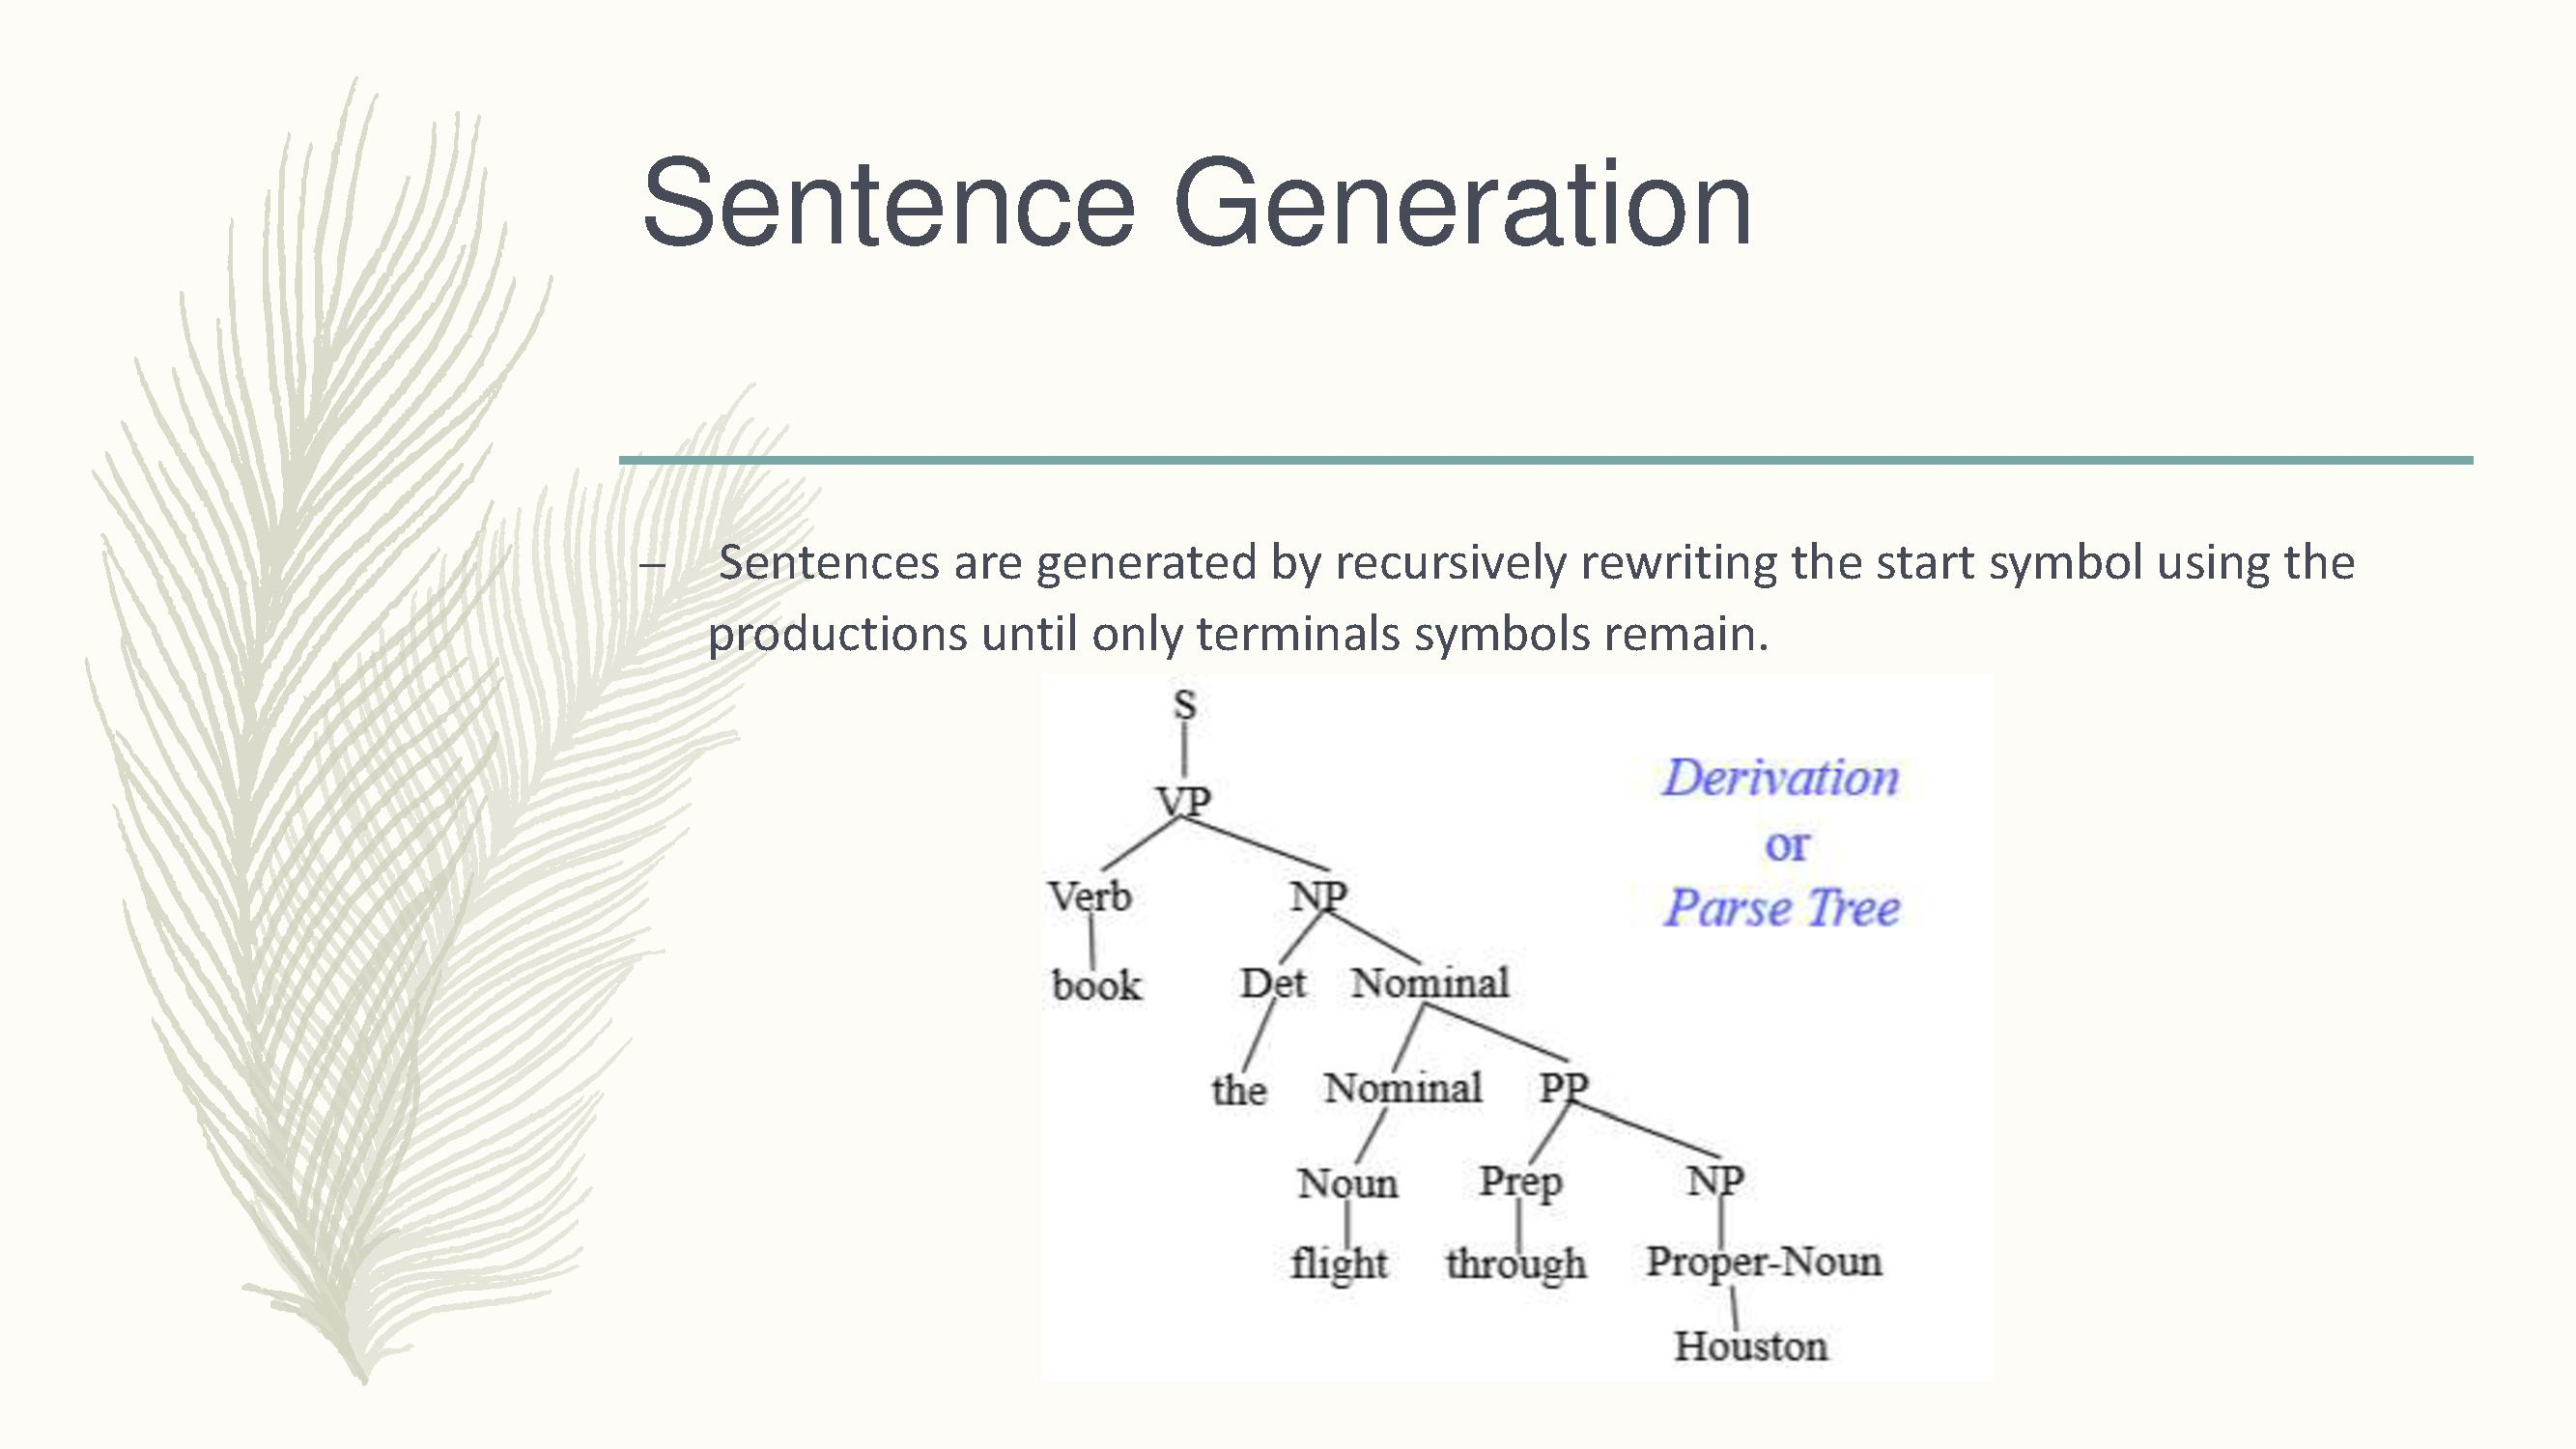 Sentence Generation
– Sentences are generated by recursively rewriting the start symbol using the
productions until only terminals symbols remain.
S
VP
Verb NP
book Det Nominal
the Nominal PP
Noun Prep NP
flight through Proper-Noun
Houston
Derivation
or
Parse Tree